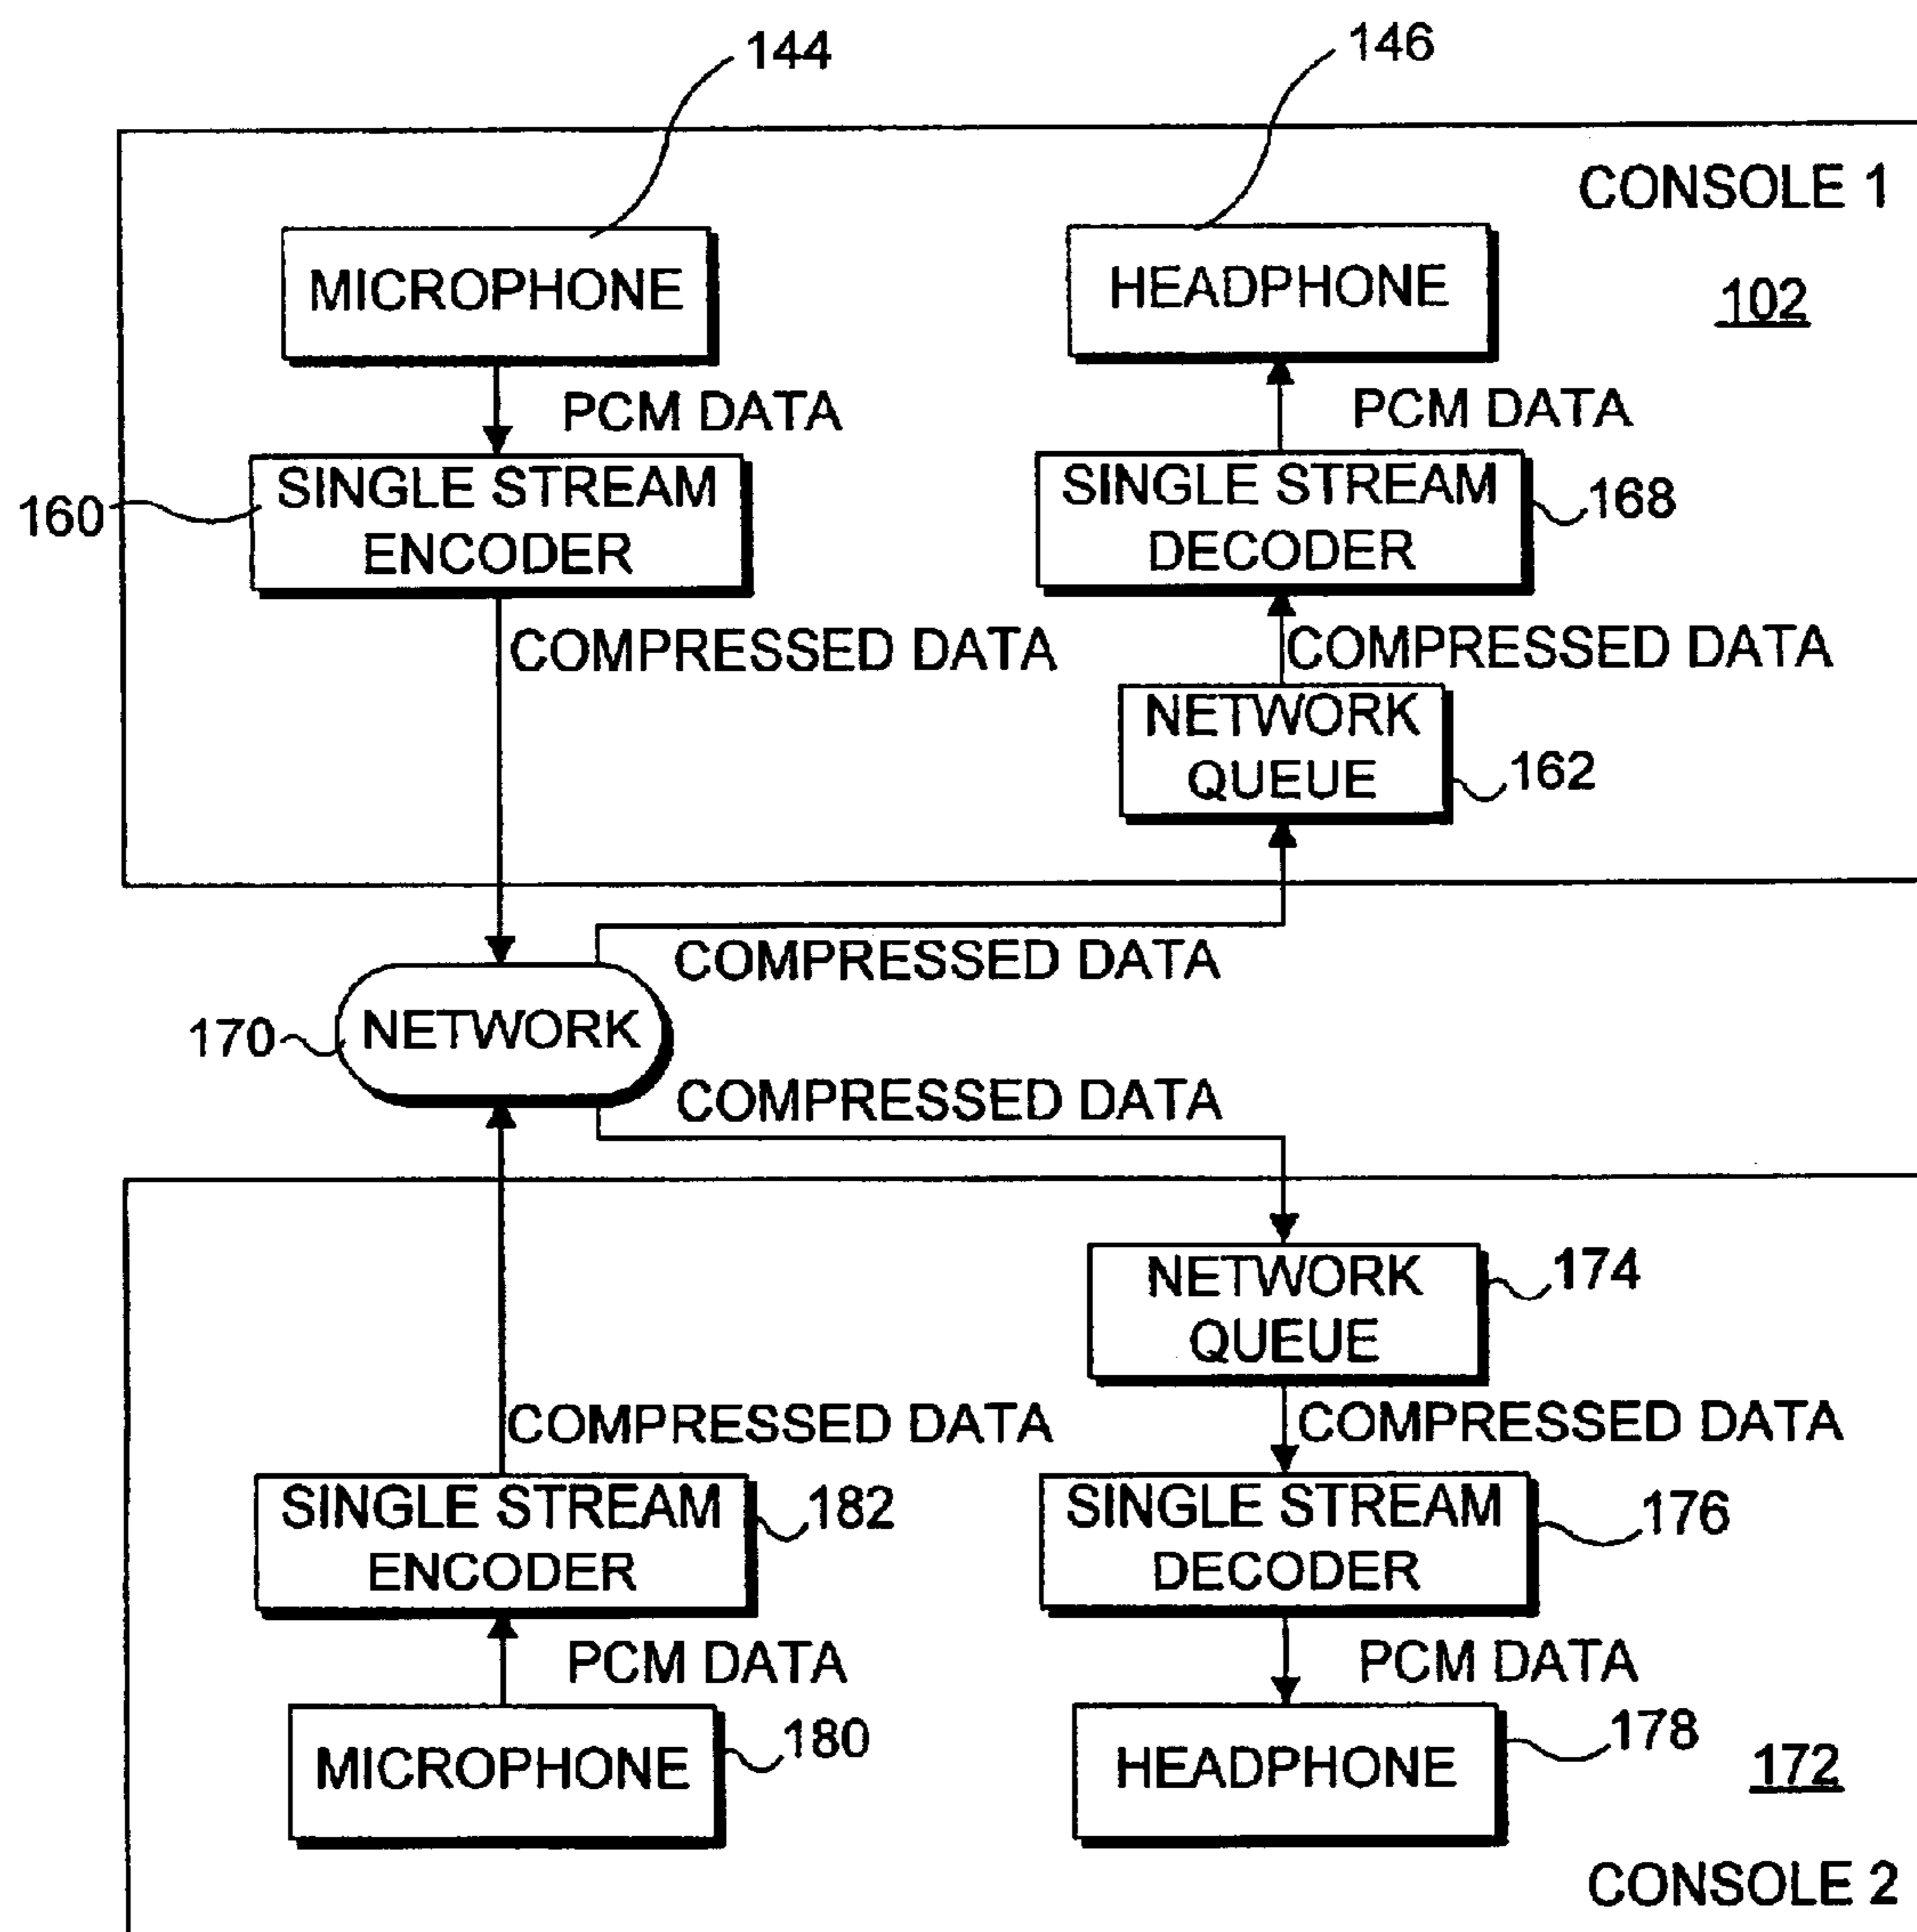 144
146
CONSOLE 1
MICROPHONE
HEADPHONE
102
PCM DATA
PCM DATA
160
SINGLE STREAM
ENCODER
SINGLE STREAM
DECODER
168
COMPRESSED DATA
COMPRESSED DATA
NETWORK
QUEUE
162
COMPRESSED DATA
170
NETWORK
COMPRESSED DATA
NETWORK
QUEUE
174
COMPRESSED DATA
COMPRESSED DATA
SINGLE STREAM
ENCODER
182
SINGLE STREAM
DECODER
176
PCM DATA
PCM DATA
MICROPHONE
180
HEADPHONE
178
172
CONSOLE 2